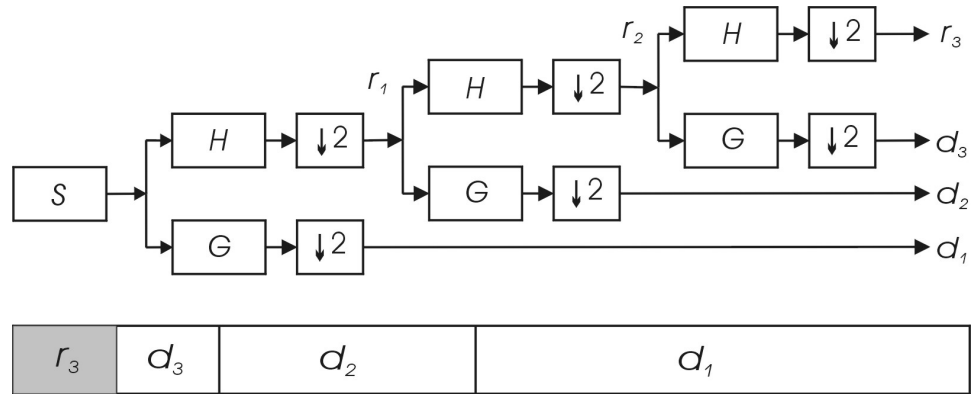 r₂ H ↓2 r₃
r₁ H ↓2
H ↓2 G ↓2 d₃
S G ↓2 d₂
G ↓2 d₁
r₃ d₃ d₂ d₁